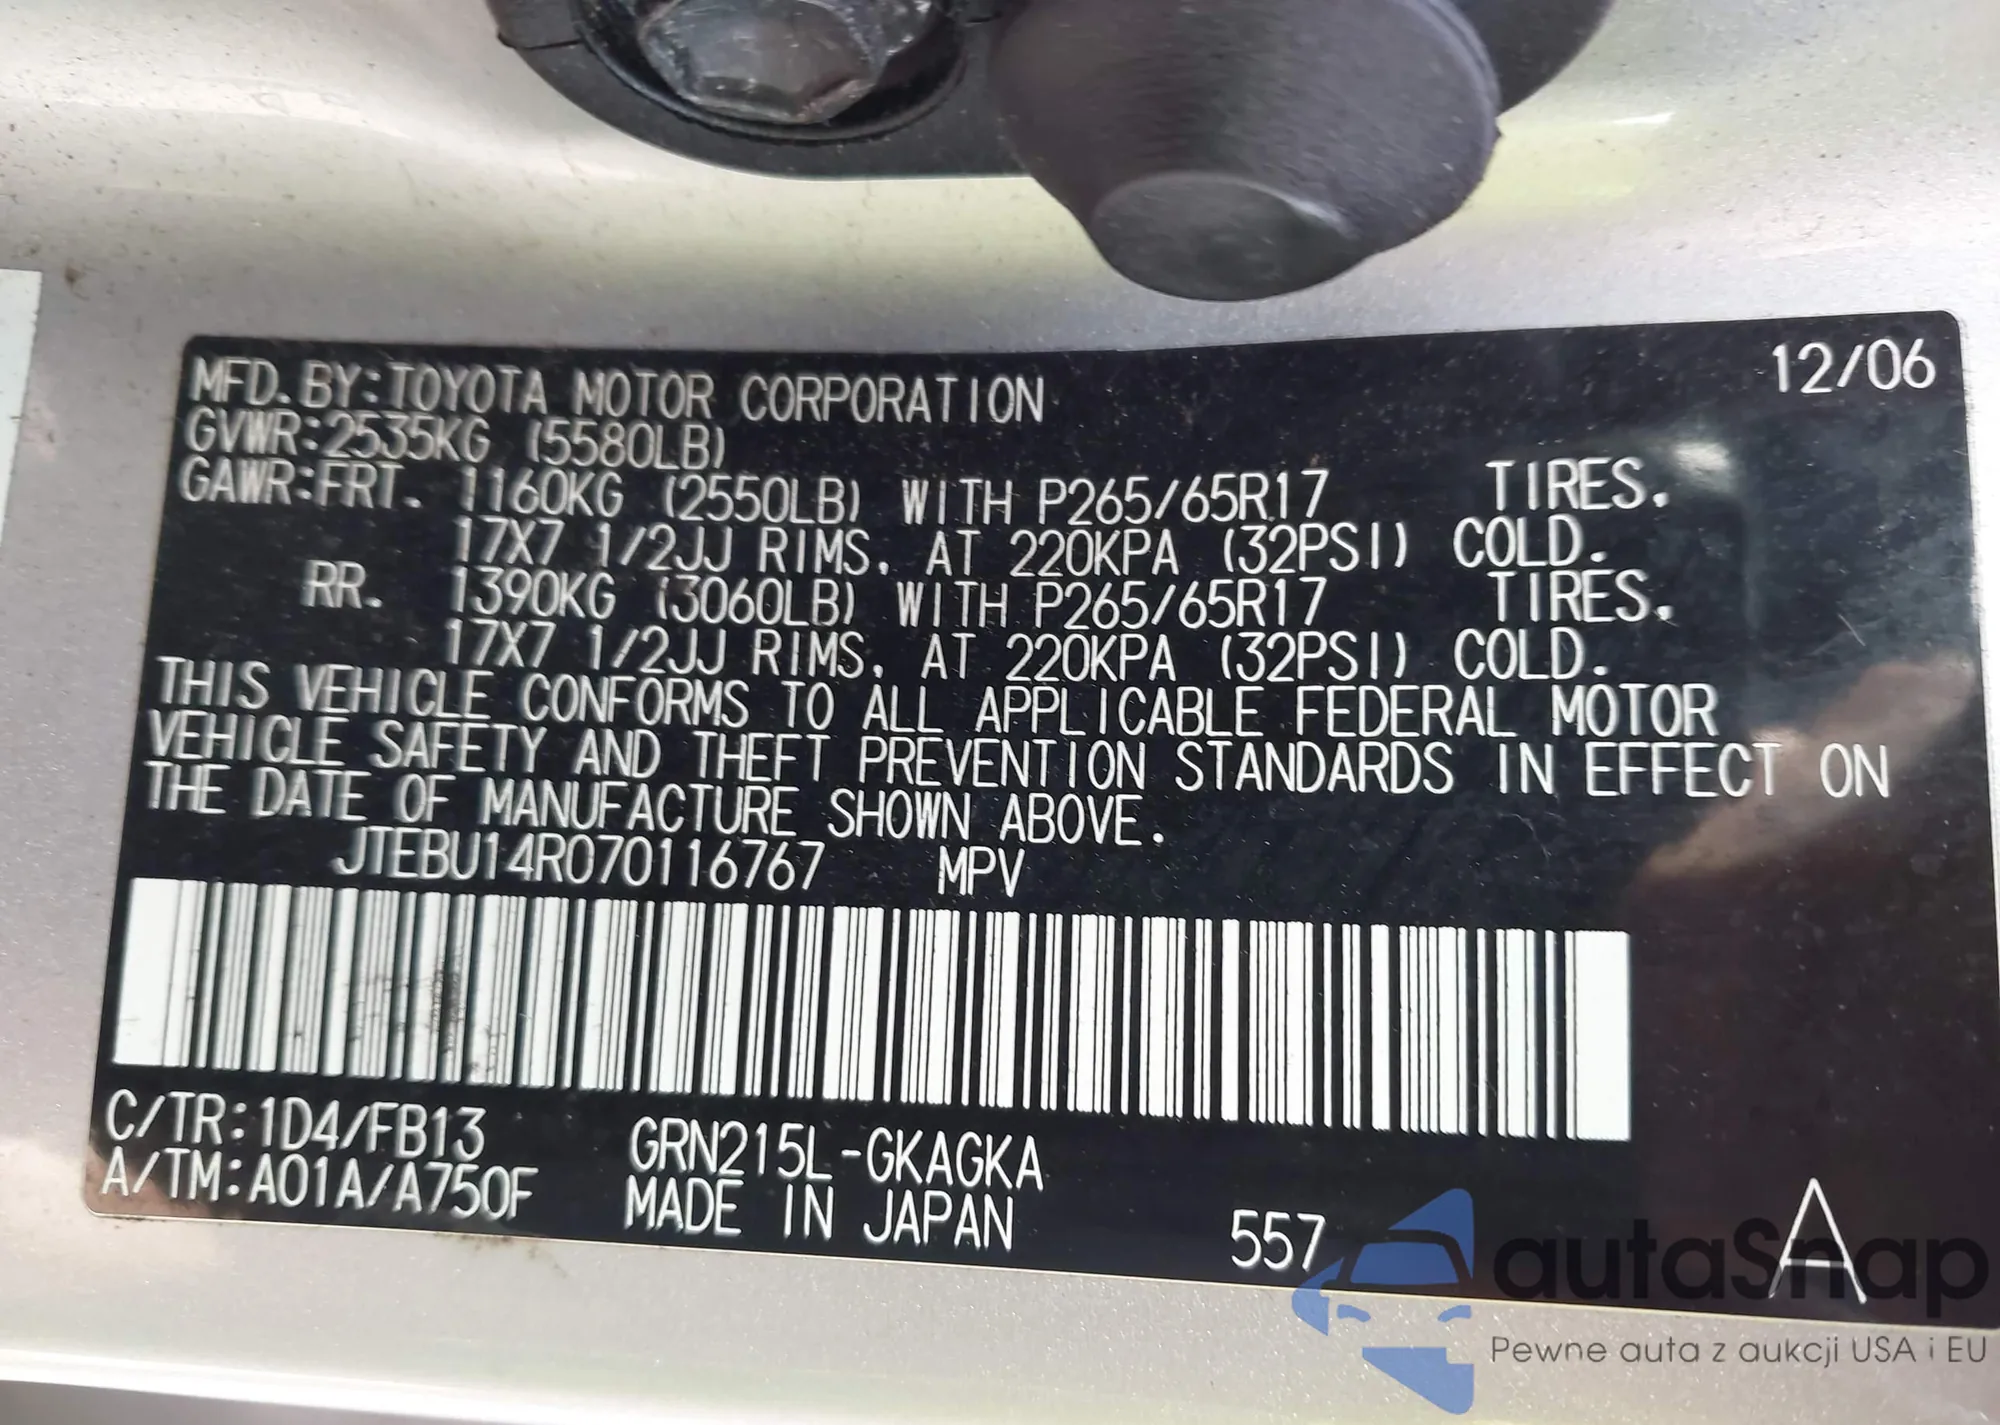 MFD. BY: TOYOTA MOTOR CORPORATION 12/06
GVWR: 2535KG (5580LB)
GAWR: FRT. 1160KG (2550LB) WITH P265/65R17 TIRES.
17X7 1/2JJ RIMS, AT 220KPA (32PSI) COLD.
RR. 1390KG (3060LB) WITH P265/65R17 TIRES.
17X7 1/2JJ RIMS, AT 220KPA (32PSI) COLD.
THIS VEHICLE CONFORMS TO ALL APPLICABLE FEDERAL MOTOR
VEHICLE SAFETY AND THEFT PREVENTION STANDARDS IN EFFECT ON
THE DATE OF MANUFACTURE SHOWN ABOVE.
JTEBU14R070116767 MPV
C/TR: 1D4/FB13 GRN215L-GKAGKA
A/TM: A01A/A750F MADE IN JAPAN 557 A
autaSnap
Pewne auta z aukcji USA i EU